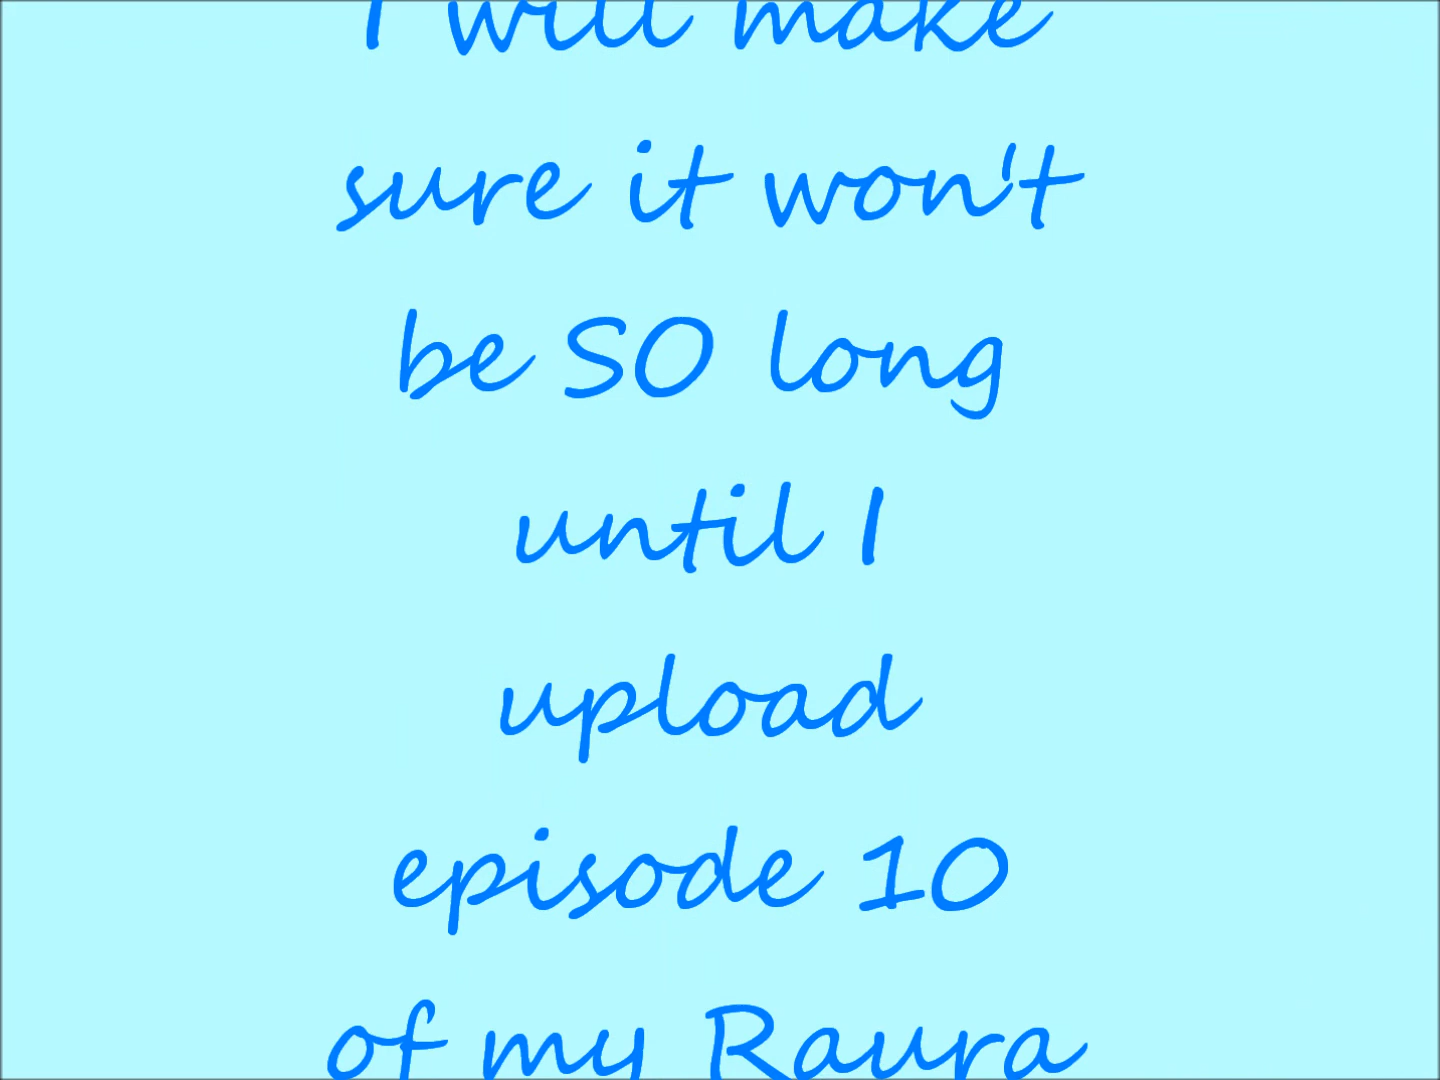 I will make
sure it won't
be SO long
until I
upload
episode 10
of my Raura